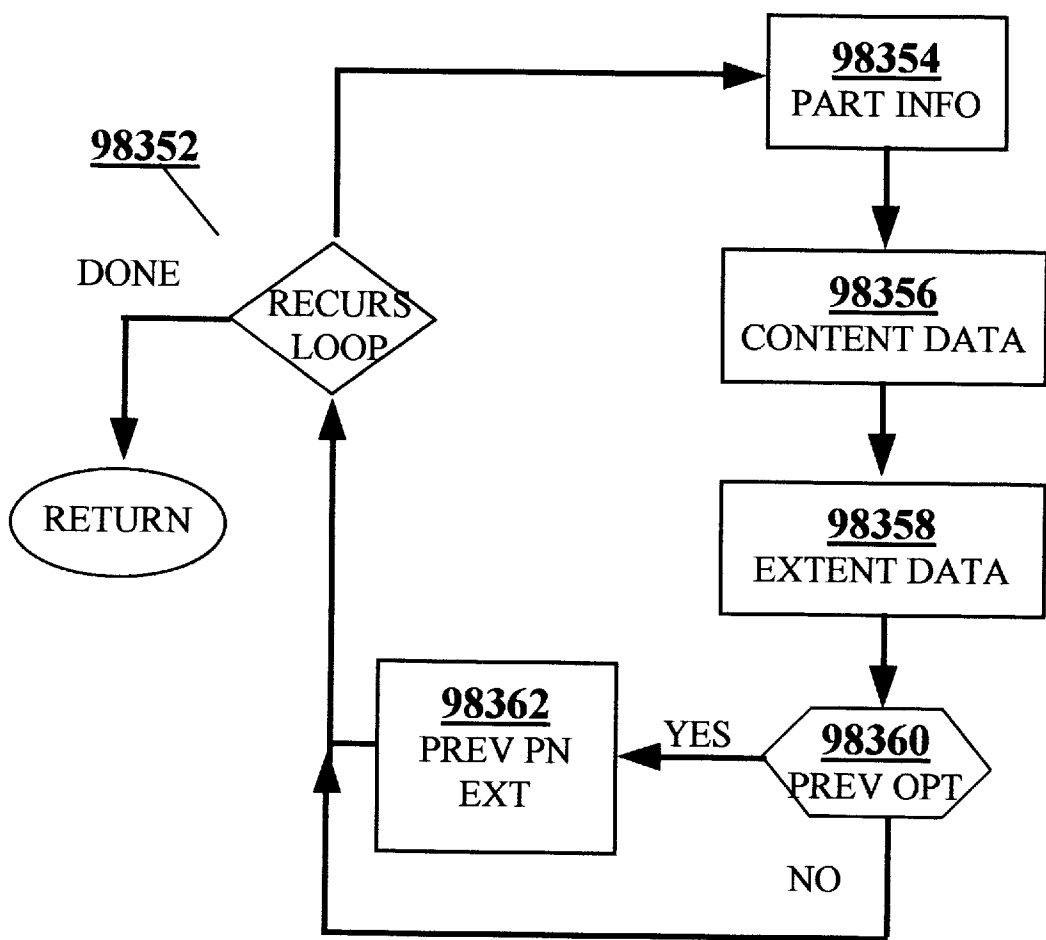 98354
PART INFO
98352
DONE
RECURS
LOOP
98356
CONTENT DATA
RETURN
98358
EXTENT DATA
98362
PREV PN
EXT
YES
98360
PREV OPT
NO